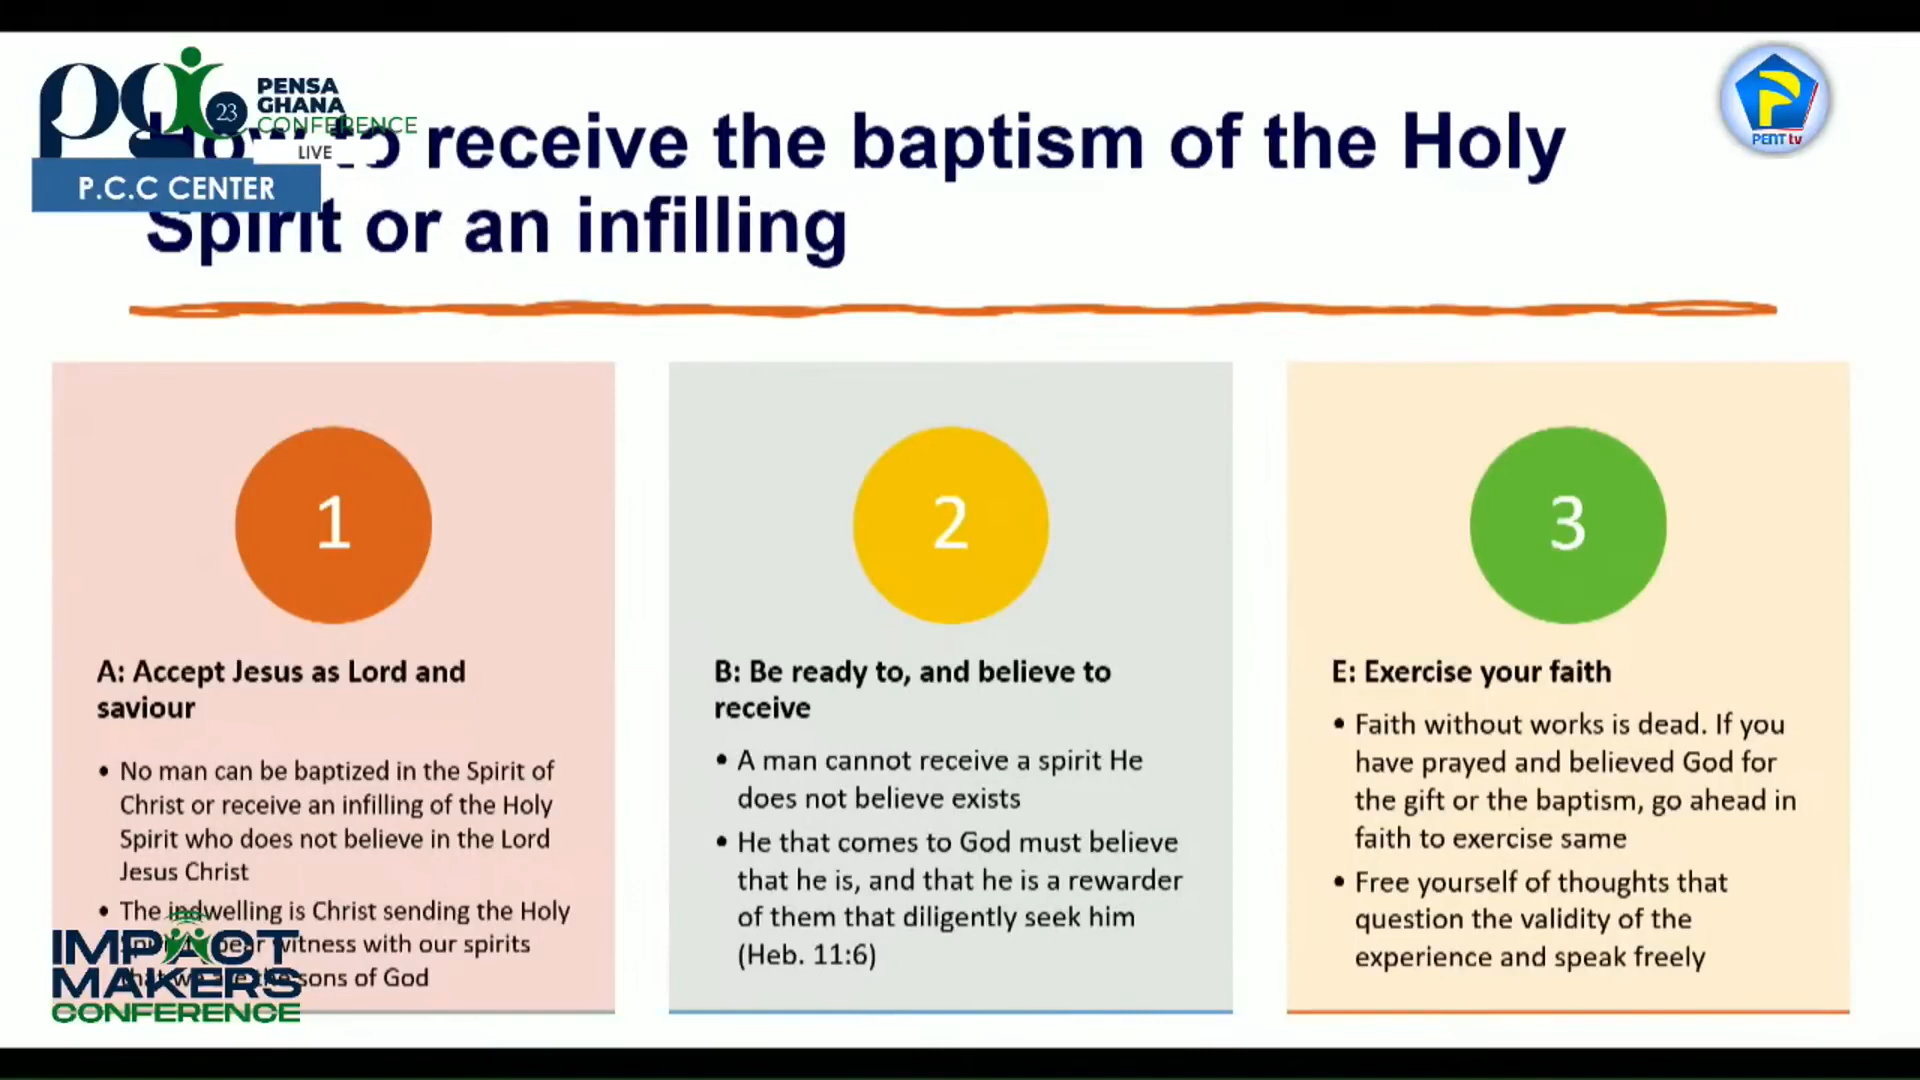 PENSA
GHANA
CONFERENCE
23
LIVE
P.C.C CENTER
PENT tv
to receive the baptism of the Holy
Spirit or an infilling
1
A: Accept Jesus as Lord and
saviour
• No man can be baptized in the Spirit of
Christ or receive an infilling of the Holy
Spirit who does not believe in the Lord
Jesus Christ
• The indwelling is Christ sending the Holy
witness with our spirits
sons of God
2
B: Be ready to, and believe to
receive
• A man cannot receive a spirit He
does not believe exists
• He that comes to God must believe
that he is, and that he is a rewarder
of them that diligently seek him
(Heb. 11:6)
3
E: Exercise your faith
• Faith without works is dead. If you
have prayed and believed God for
the gift or the baptism, go ahead in
faith to exercise same
• Free yourself of thoughts that
question the validity of the
experience and speak freely
IMPACT
MAKERS
CONFERENCE